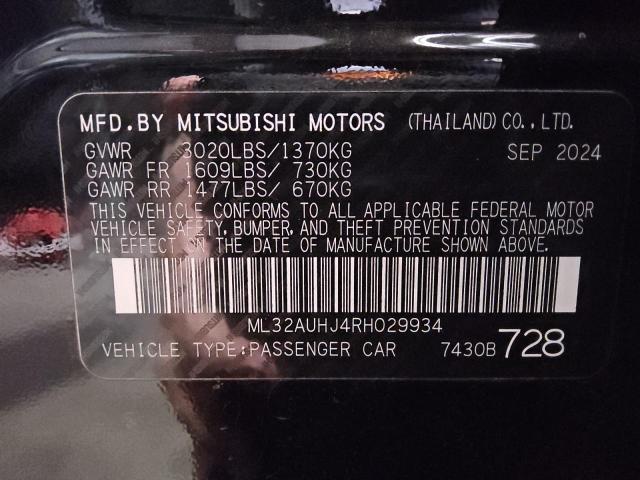 MFD. BY MITSUBISHI MOTORS (THAILAND) CO., LTD.
GVWR 3020LBS/1370KG SEP 2024
GAWR FR 1609LBS/ 730KG
GAWR RR 1477LBS/ 670KG
THIS VEHICLE CONFORMS TO ALL APPLICABLE FEDERAL MOTOR
VEHICLE SAFETY, BUMPER, AND THEFT PREVENTION STANDARDS
IN EFFECT ON THE DATE OF MANUFACTURE SHOWN ABOVE.
ML32AUHJ4RH029934
VEHICLE TYPE:PASSENGER CAR 7430B 728